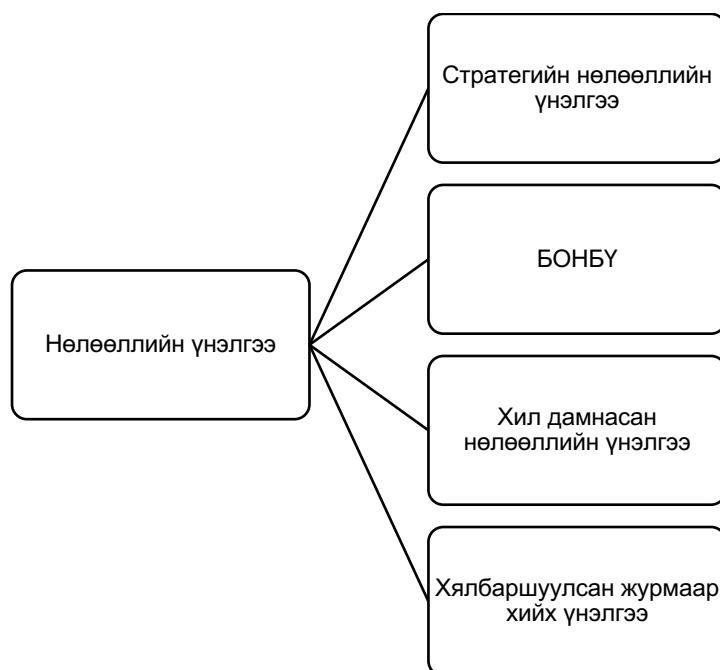 Стратегийн нөлөөллийн
үнэлгээ
БОНБҮ
Нөлөөллийн үнэлгээ
Хил дамнасан
нөлөөллийн үнэлгээ
Хялбаршуулсан журмаар
хийх үнэлгээ